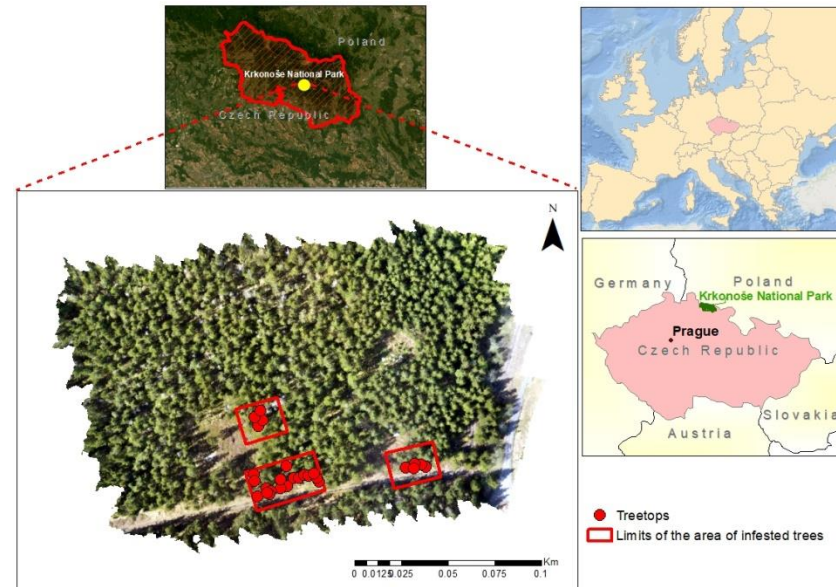 Poland
Krkonoše National Park
Czech Republic
N
Km
0 0.0125 0.025 0.05 0.075 0.1
Germany
Poland
Krkonoše National Park
Prague
Czech Republic
Slovakia
Austria
Treetops
Limits of the area of infested trees